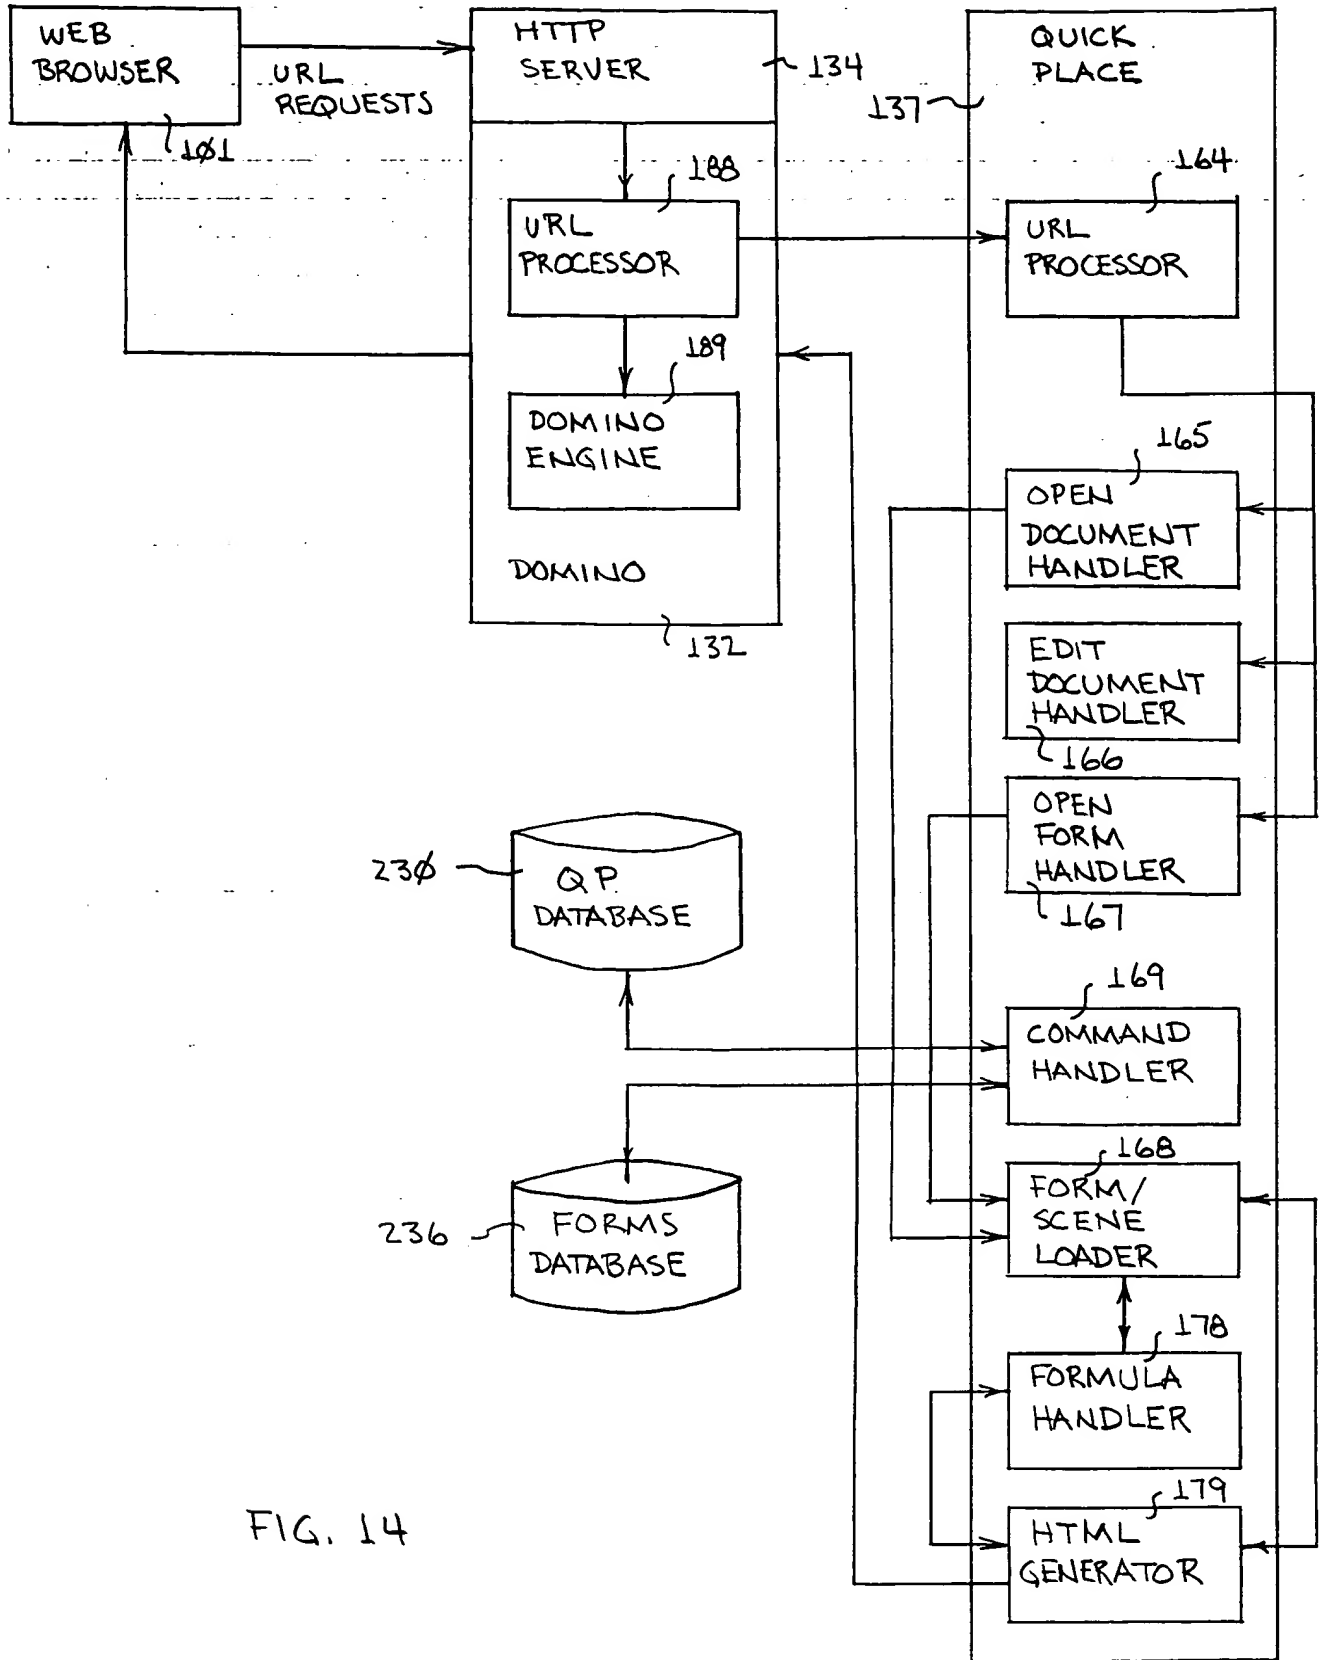 WEB
BROWSER
101
URL
REQUESTS
HTTP
SERVER
134
QUICK
PLACE
137
188
URL
PROCESSOR
164
URL
PROCESSOR
189
DOMINO
ENGINE
DOMINO
132
165
OPEN
DOCUMENT
HANDLER
EDIT
DOCUMENT
HANDLER
166
OPEN
FORM
HANDLER
167
230
QP
DATABASE
169
COMMAND
HANDLER
236
FORMS
DATABASE
168
FORM/
SCENE
LOADER
178
FORMULA
HANDLER
179
HTML
GENERATOR
FIG. 14